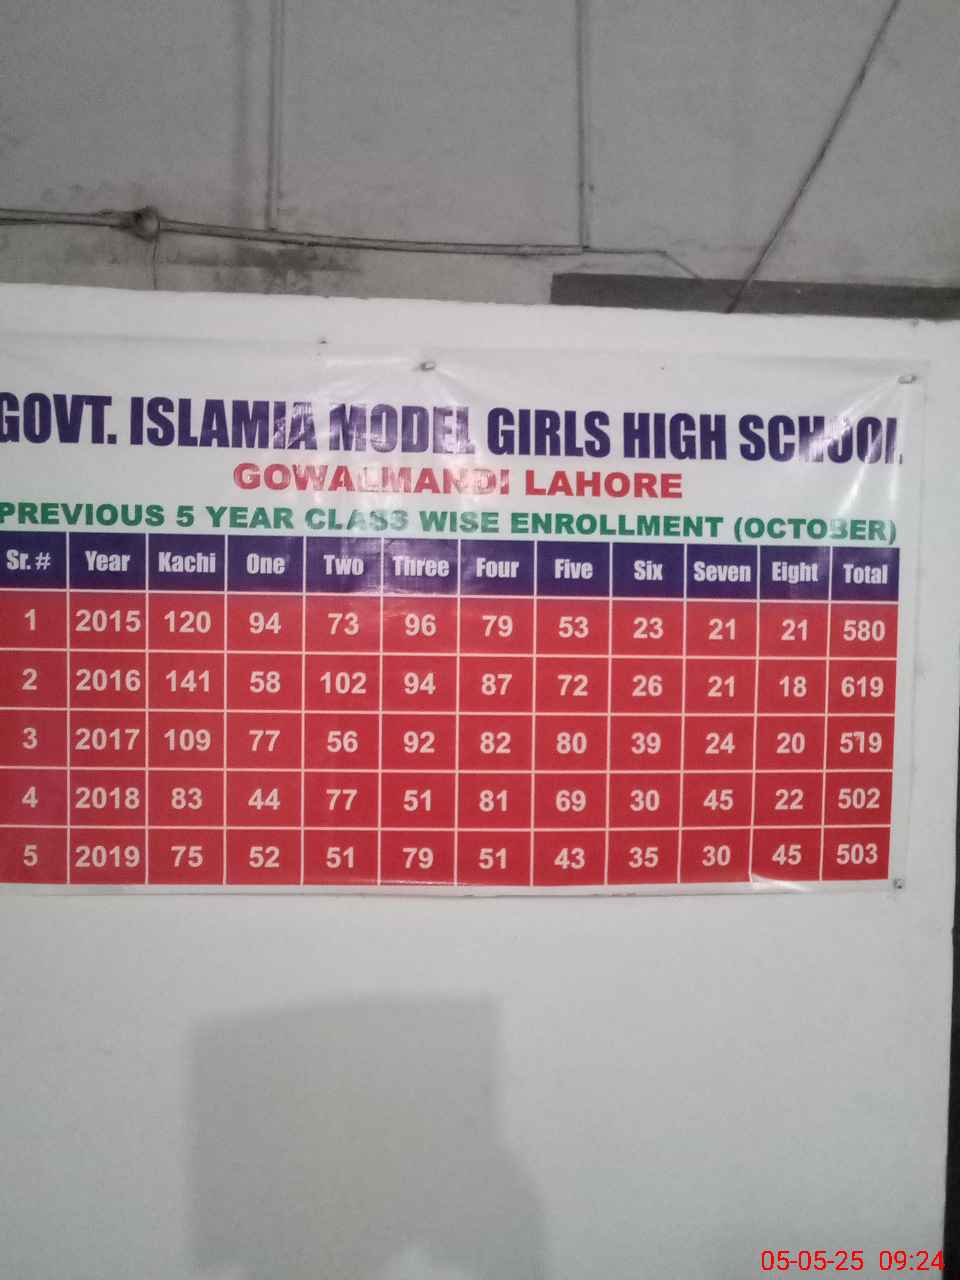 GOVT. ISLAMIA MODEL GIRLS HIGH SCHOOL
GOWALMANDI LAHORE
PREVIOUS 5 YEAR CLASS WISE ENROLLMENT (OCTOBER)
Sr. # Year Kachi One Two Three Four Five Six Seven Eight Total
1 2015 120 94 73 96 79 53 23 21 21 580
2 2016 141 58 102 94 87 72 26 21 18 619
3 2017 109 77 56 92 82 80 39 24 20 579
4 2018 83 44 77 51 81 69 30 45 22 502
5 2019 75 52 51 79 51 43 35 30 45 503
05-05-25 09:24